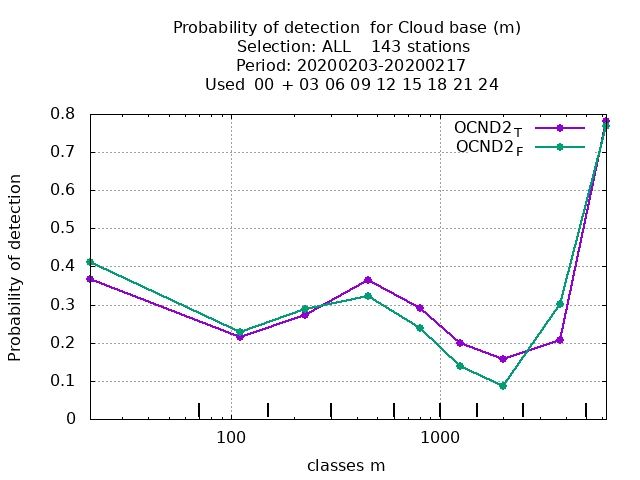 Probability of detection  for Cloud base (m)
Selection: ALL    143 stations
Period: 20200203-20200217
Used  00 + 03 06 09 12 15 18 21 24
OCND2T
OCND2F
Probability of detection
0.8
0.7
0.6
0.5
0.4
0.3
0.2
0.1
0
100 1000
classes m